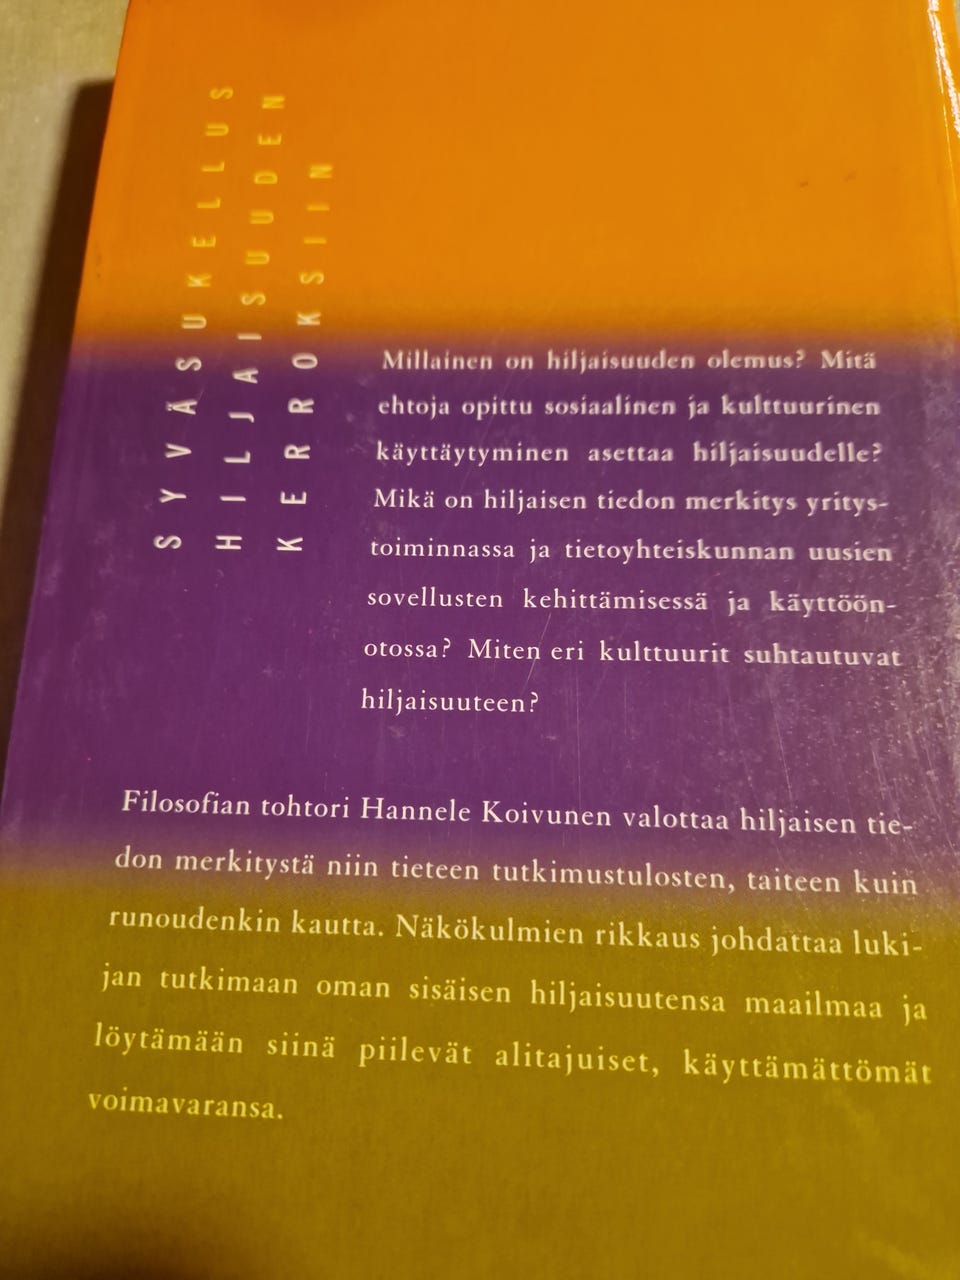 SYVÄSUKELLUS
HILJAISUUDEN
KERROKSIIN
Millainen on hiljaisuuden olemus? Mitä
ehtoja opittu sosiaalinen ja kulttuurinen
käyttäytyminen asettaa hiljaisuudelle?
Mikä on hiljaisen tiedon merkitys yritys-
toiminnassa ja tietoyhteiskunnan uusien
sovellusten kehittämisessä ja käyttöön-
otossa? Miten eri kulttuurit suhtautuvat
hiljaisuuteen?
Filosofian tohtori Hannele Koivunen valottaa hiljaisen tie-
don merkitystä niin tieteen tutkimustulosten, taiteen kuin
runoudenkin kautta. Näkökulmien rikkaus johdattaa luki-
jan tutkimaan oman sisäisen hiljaisuutensa maailmaa ja
löytämään siinä piilevät alitajuiset, käyttämättömät
voimavaransa.